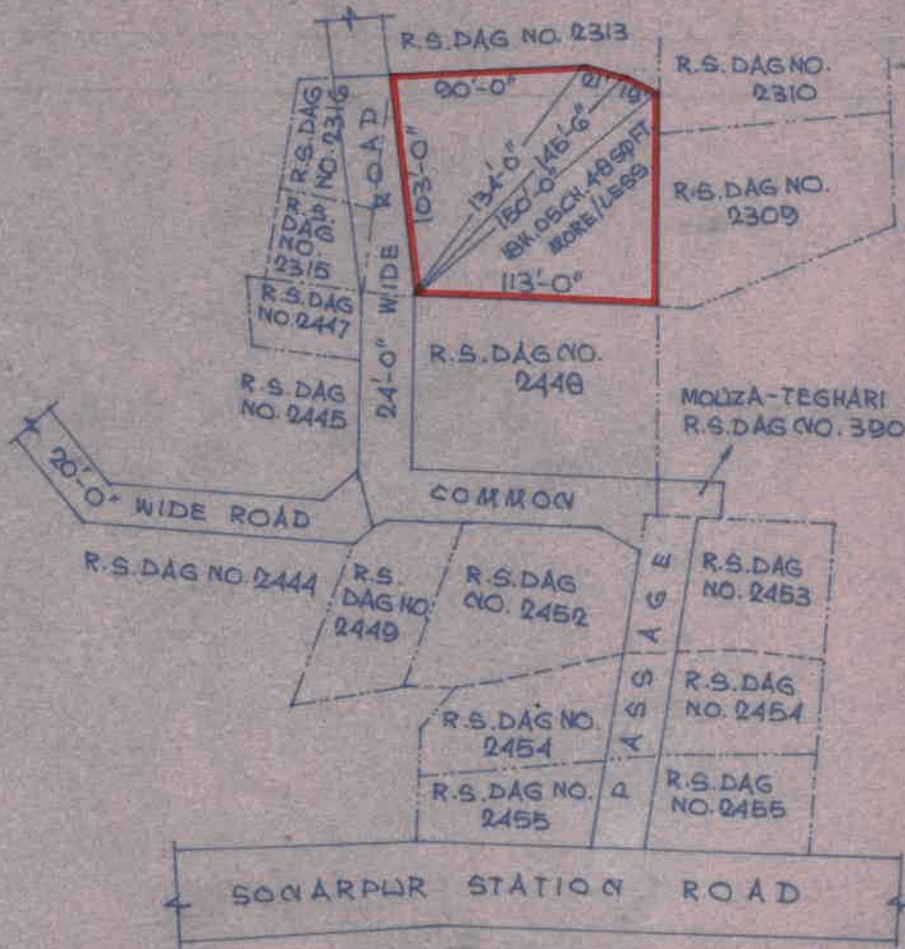 R.S.DAG NO. 2313
R.S.DAG NO.
2310
R.S.DAG
NO. 2316
90'-0"
21'
19'
ROAD
103'-0"
134'-0"
145'-6"
150'-0"
18K.05CH.48 SQFT
MORE/LESS.
R.S.DAG NO.
2309
R.S.
DAG.
NO.
2315
113'-0"
R.S.DAG
NO.2447
24'-0" WIDE
R.S.DAG NO.
2448
R.S.DAG
NO. 2445
MOUZA-TEGHARI
R.S.DAG NO. 390
20'-0" WIDE ROAD
COMMON
R.S.DAG NO. 2444
R.S.
DAG NO.
2449
R.S.DAG
NO. 2452
PASSAGE
R.S.DAG
NO. 2453
R.S.DAG
NO. 2454
R.S.DAG NO.
2454
R.S.DAG NO.
2455
R.S.DAG
NO. 2455
SONARPUR STATION ROAD